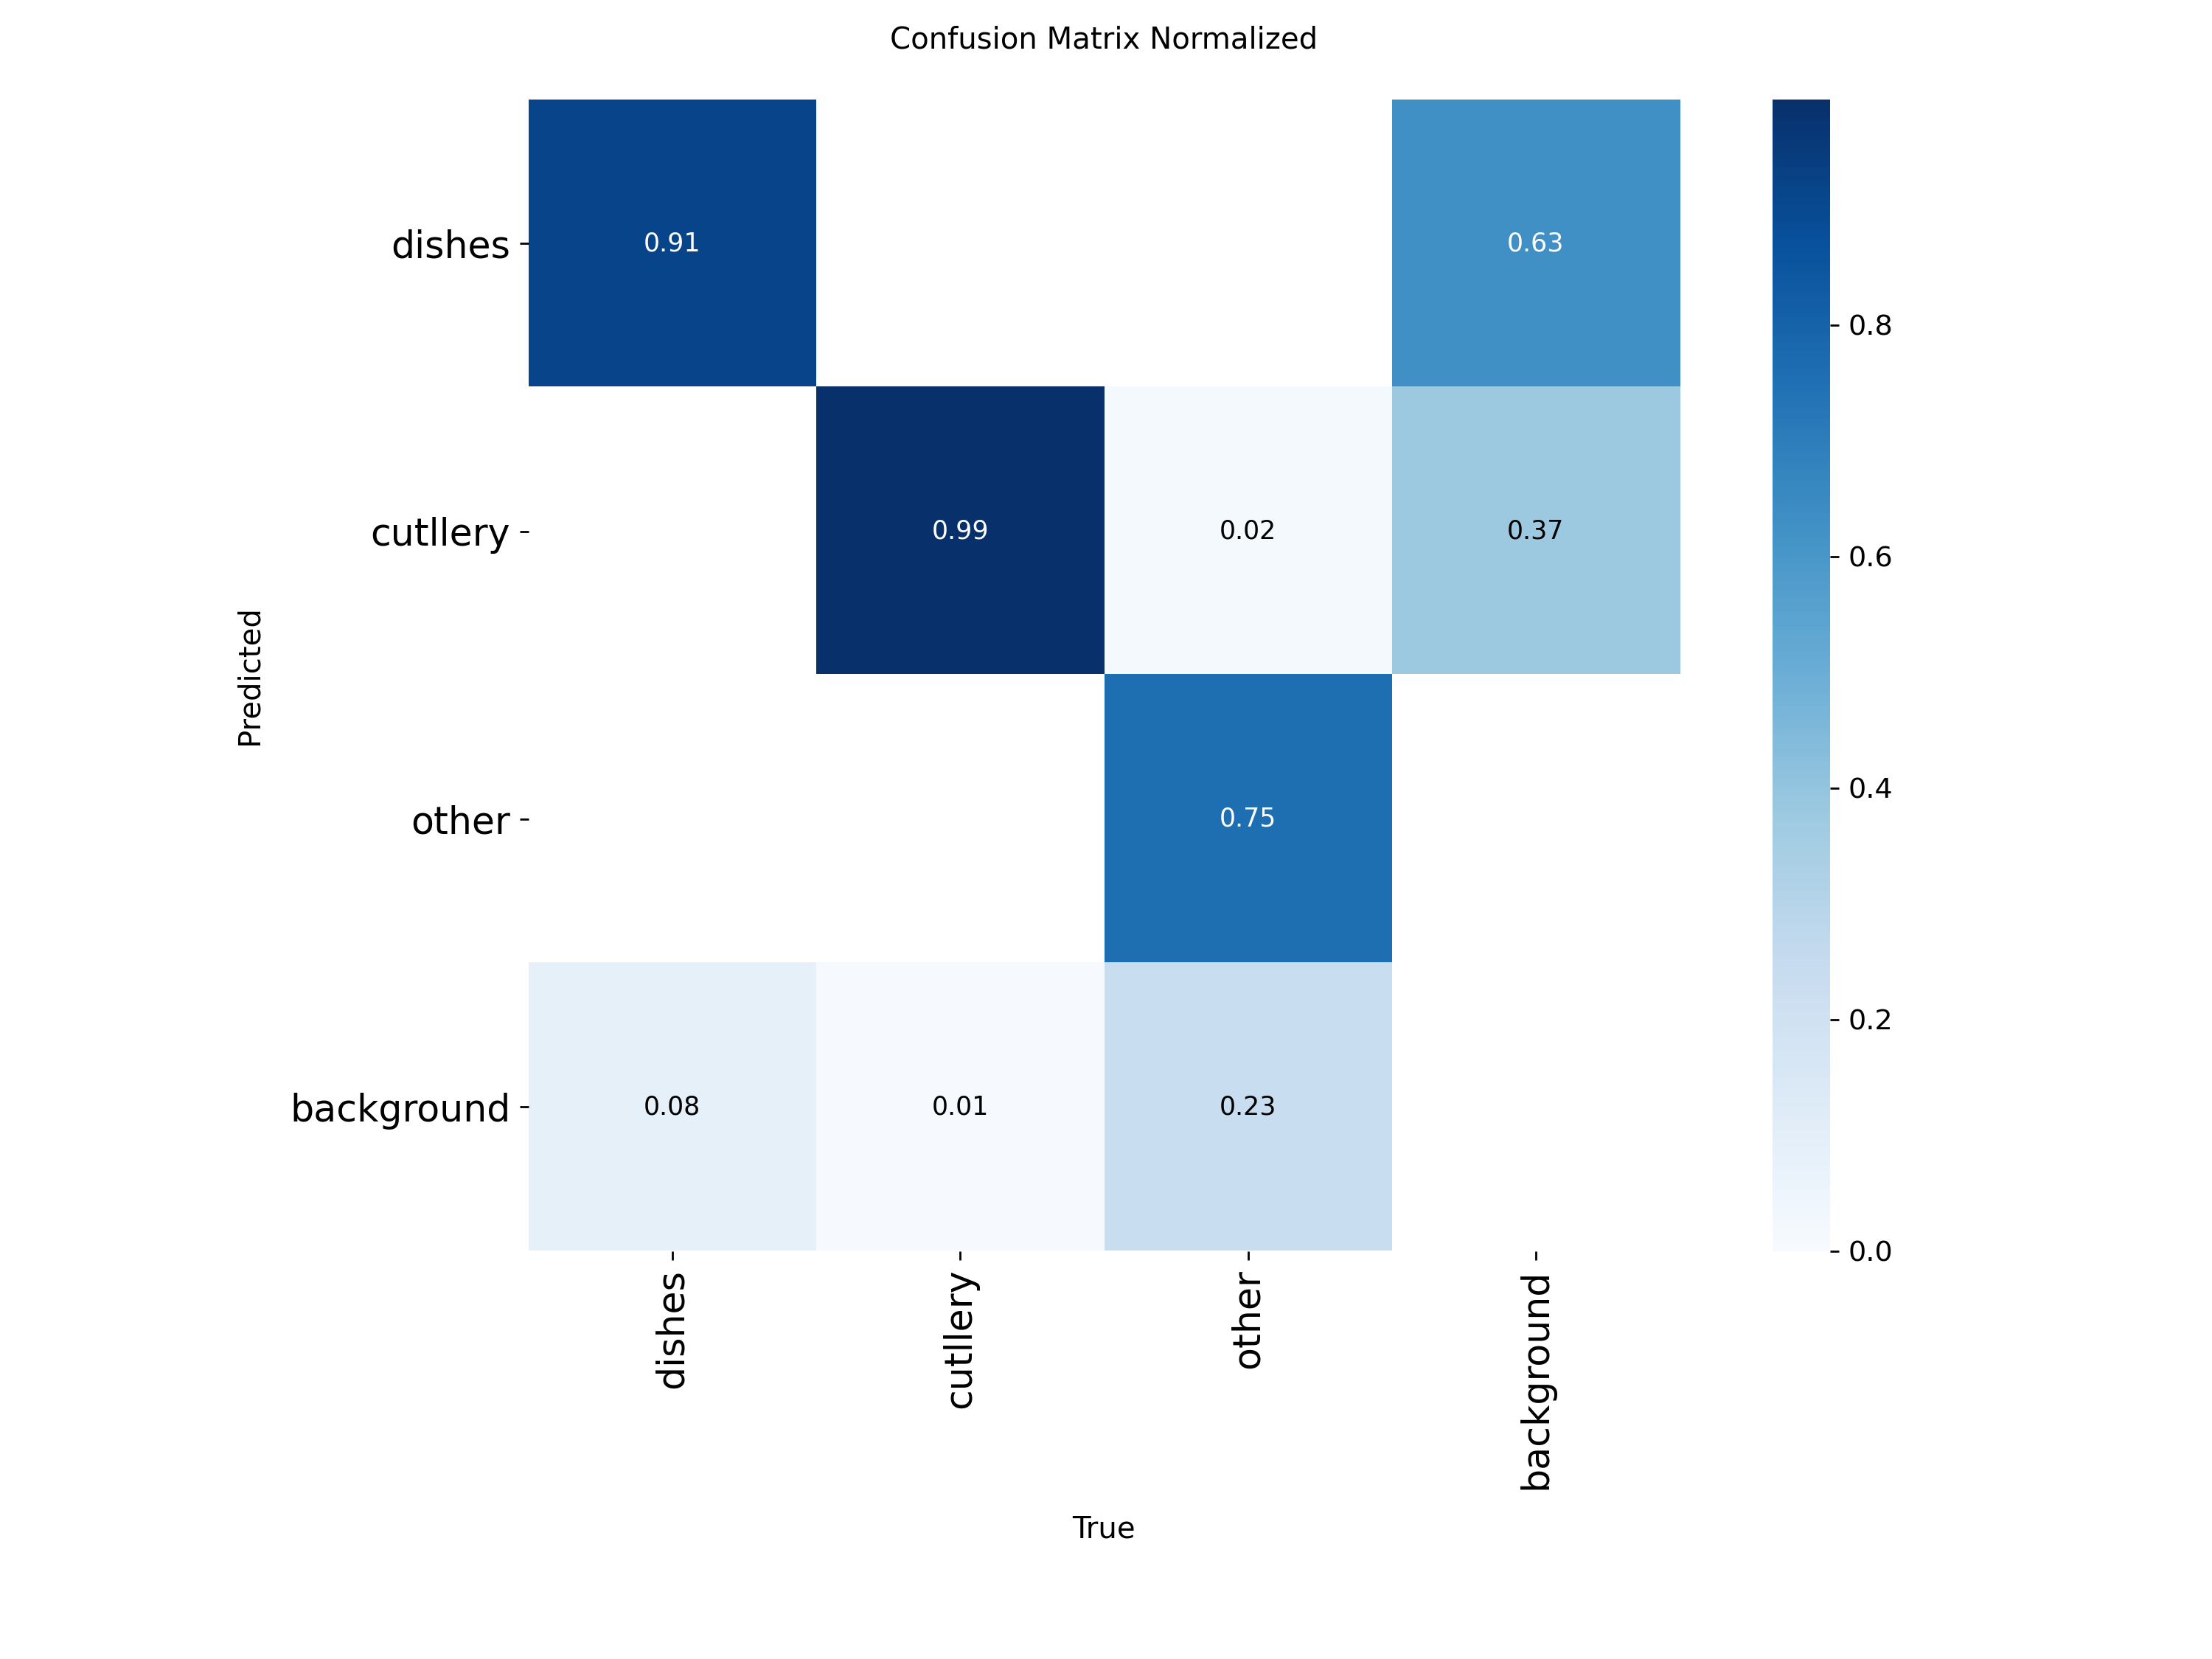 Confusion Matrix Normalized
dishes
0.91
0.63
0.8
cutllery
0.99
0.02
0.37
0.6
Predicted
other
0.75
0.4
background
0.08
0.01
0.23
0.2
0.0
dishes
cutllery
other
background
True